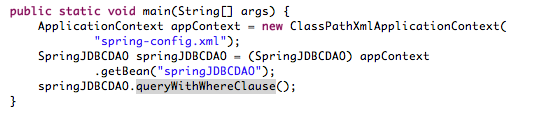 public static void main(String[] args) {
ApplicationContext appContext = new ClassPathXmlApplicationContext(
"spring-config.xml");
SpringJDBCDAO springJDBCDAO = (SpringJDBCDAO) appContext
.getBean("springJDBCDAO");
springJDBCDAO.queryWithWhereClause();
}